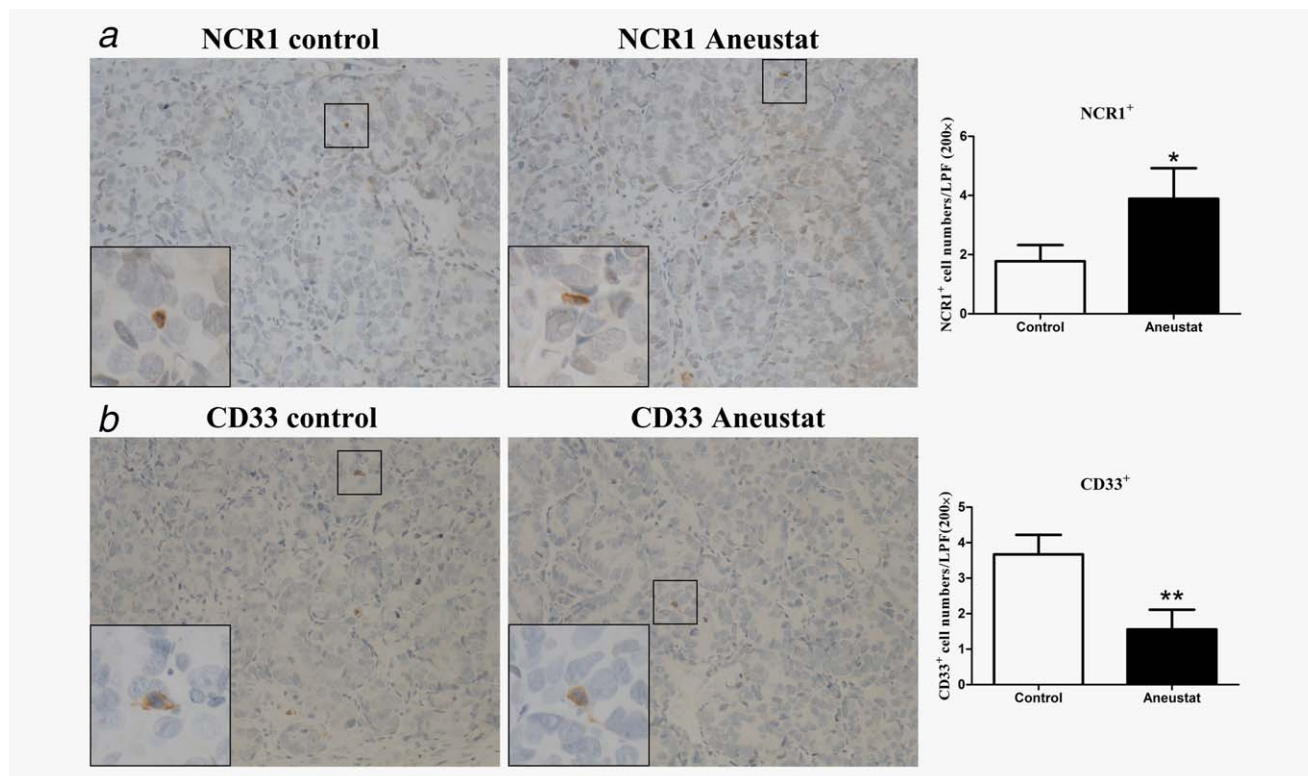 a
NCR1 control
NCR1 Aneustat
NCR1+
NCR1+ cell numbers/LPF (200×)
6
4
2
0
*
Control
Aneustat
b
CD33 control
CD33 Aneustat
CD33+
CD33+ cell numbers/LPF(200×)
5
4
3
2
1
0
**
Control
Aneustat